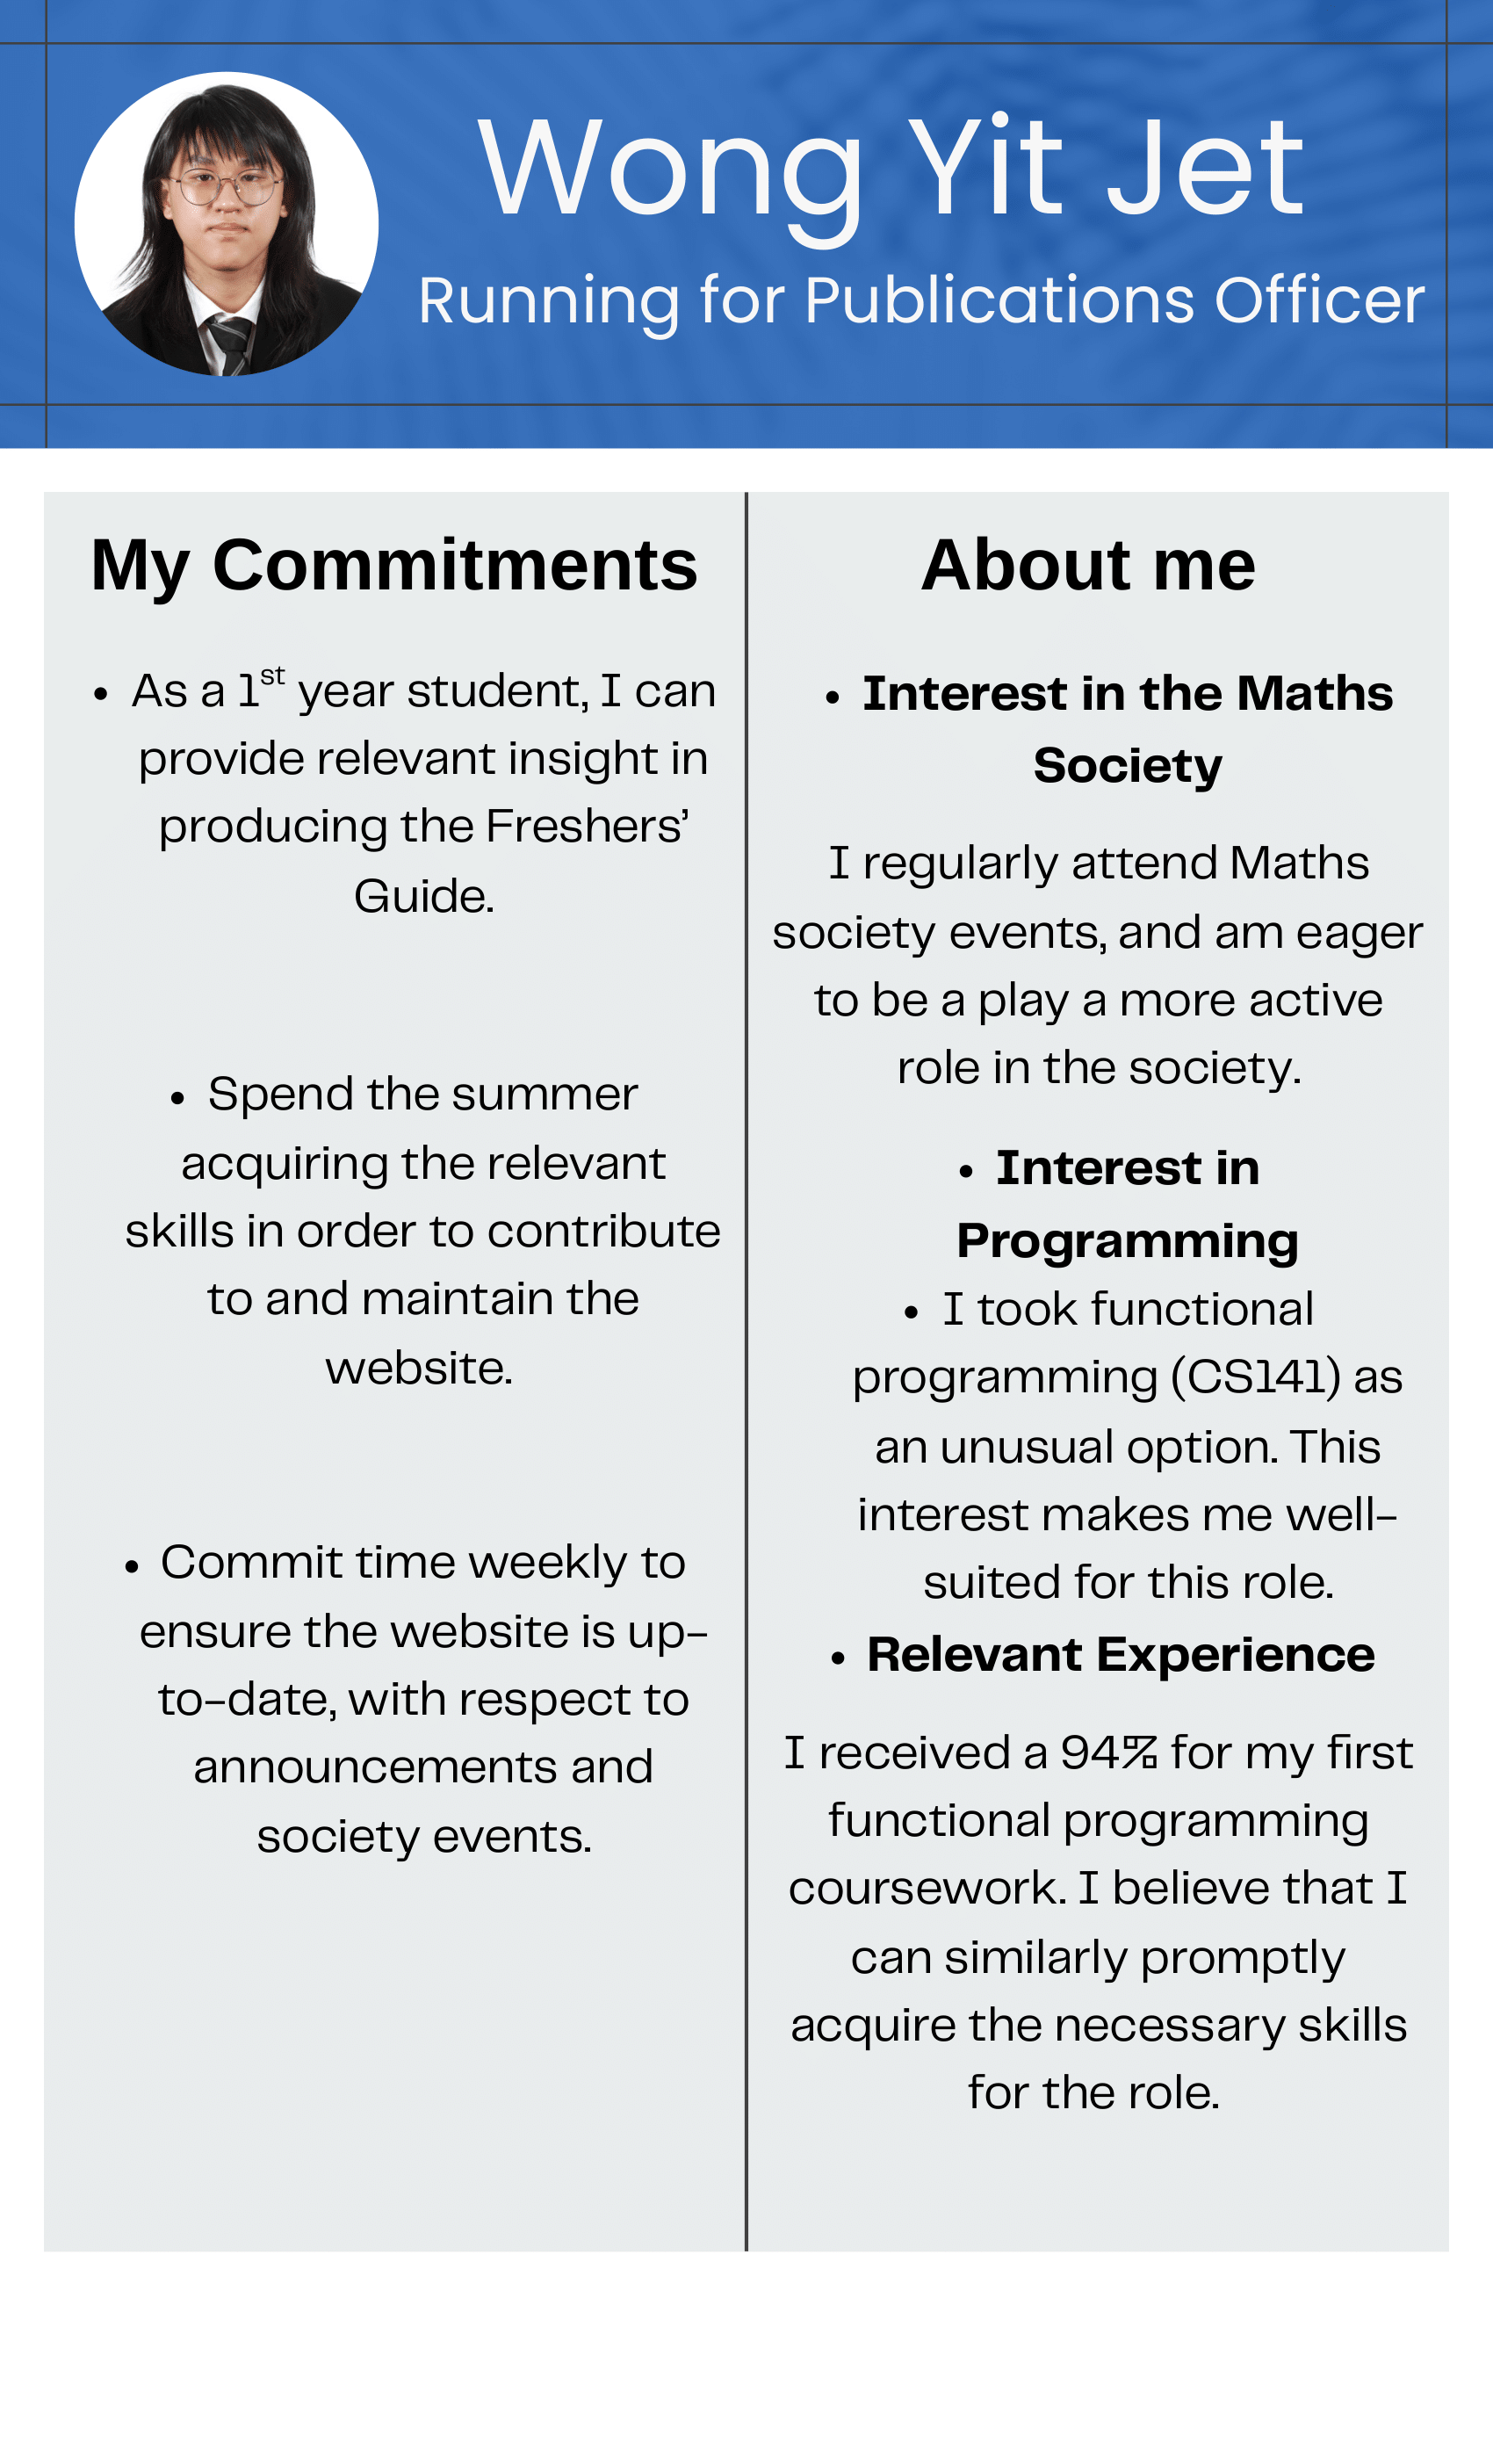 Wong Yit Jet
Running for Publications Officer
My Commitments
• As a 1st year student, I can
provide relevant insight in
producing the Freshers’
Guide.
• Spend the summer
acquiring the relevant
skills in order to contribute
to and maintain the
website.
• Commit time weekly to
ensure the website is up-
to-date, with respect to
announcements and
society events.
About me
• Interest in the Maths
Society
I regularly attend Maths
society events, and am eager
to be a play a more active
role in the society.
• Interest in
Programming
• I took functional
programming (CS141) as
an unusual option. This
interest makes me well-
suited for this role.
• Relevant Experience
I received a 94% for my first
functional programming
coursework. I believe that I
can similarly promptly
acquire the necessary skills
for the role.